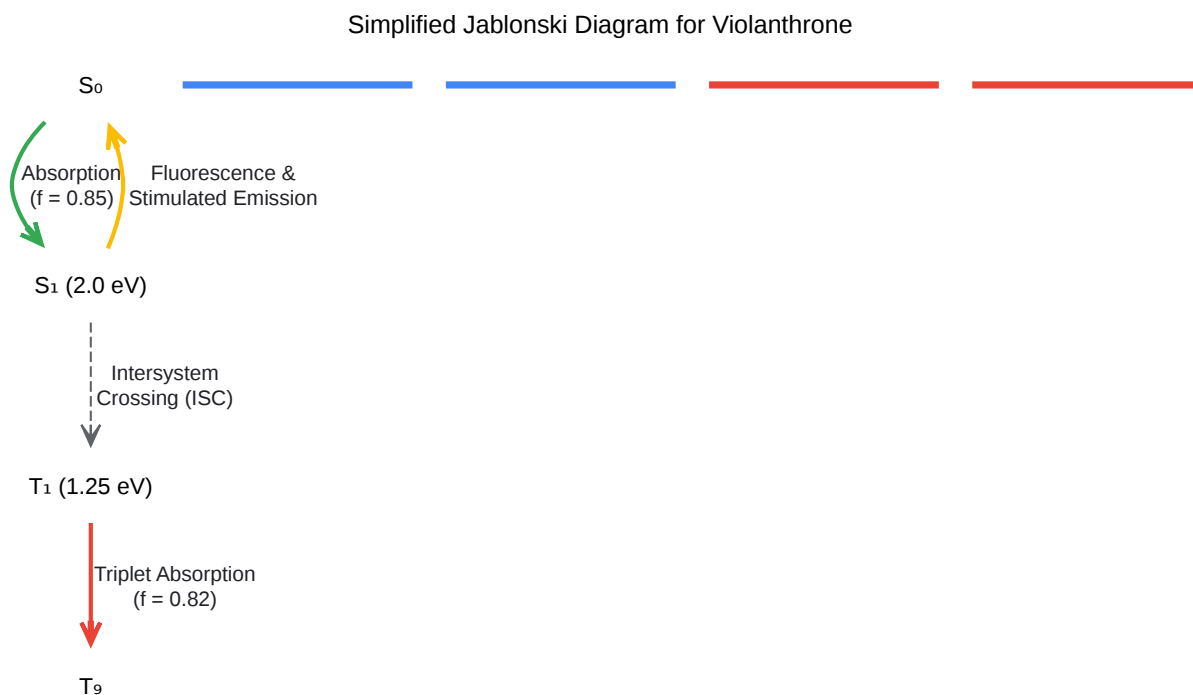 Simplified Jablonski Diagram for Violanthrone
S₀
Absorption
(f = 0.85)
Fluorescence &
Stimulated Emission
S₁ (2.0 eV)
Intersystem
Crossing (ISC)
T₁ (1.25 eV)
Triplet Absorption
(f = 0.82)
T₉